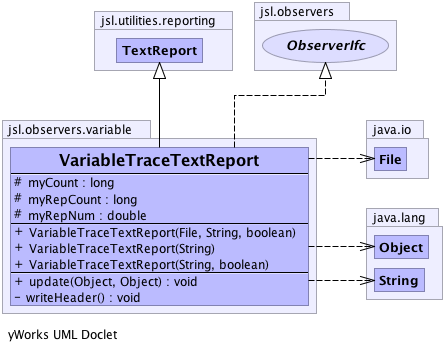 jsl.utilities.reporting
TextReport
jsl.observers
ObserverIfc
jsl.observers.variable
VariableTraceTextReport
# myCount : long
# myRepCount : long
# myRepNum : double
+ VariableTraceTextReport(File, String, boolean)
+ VariableTraceTextReport(String)
+ VariableTraceTextReport(String, boolean)
+ update(Object, Object) : void
- writeHeader() : void
java.io
File
java.lang
Object
String
yWorks UML Doclet